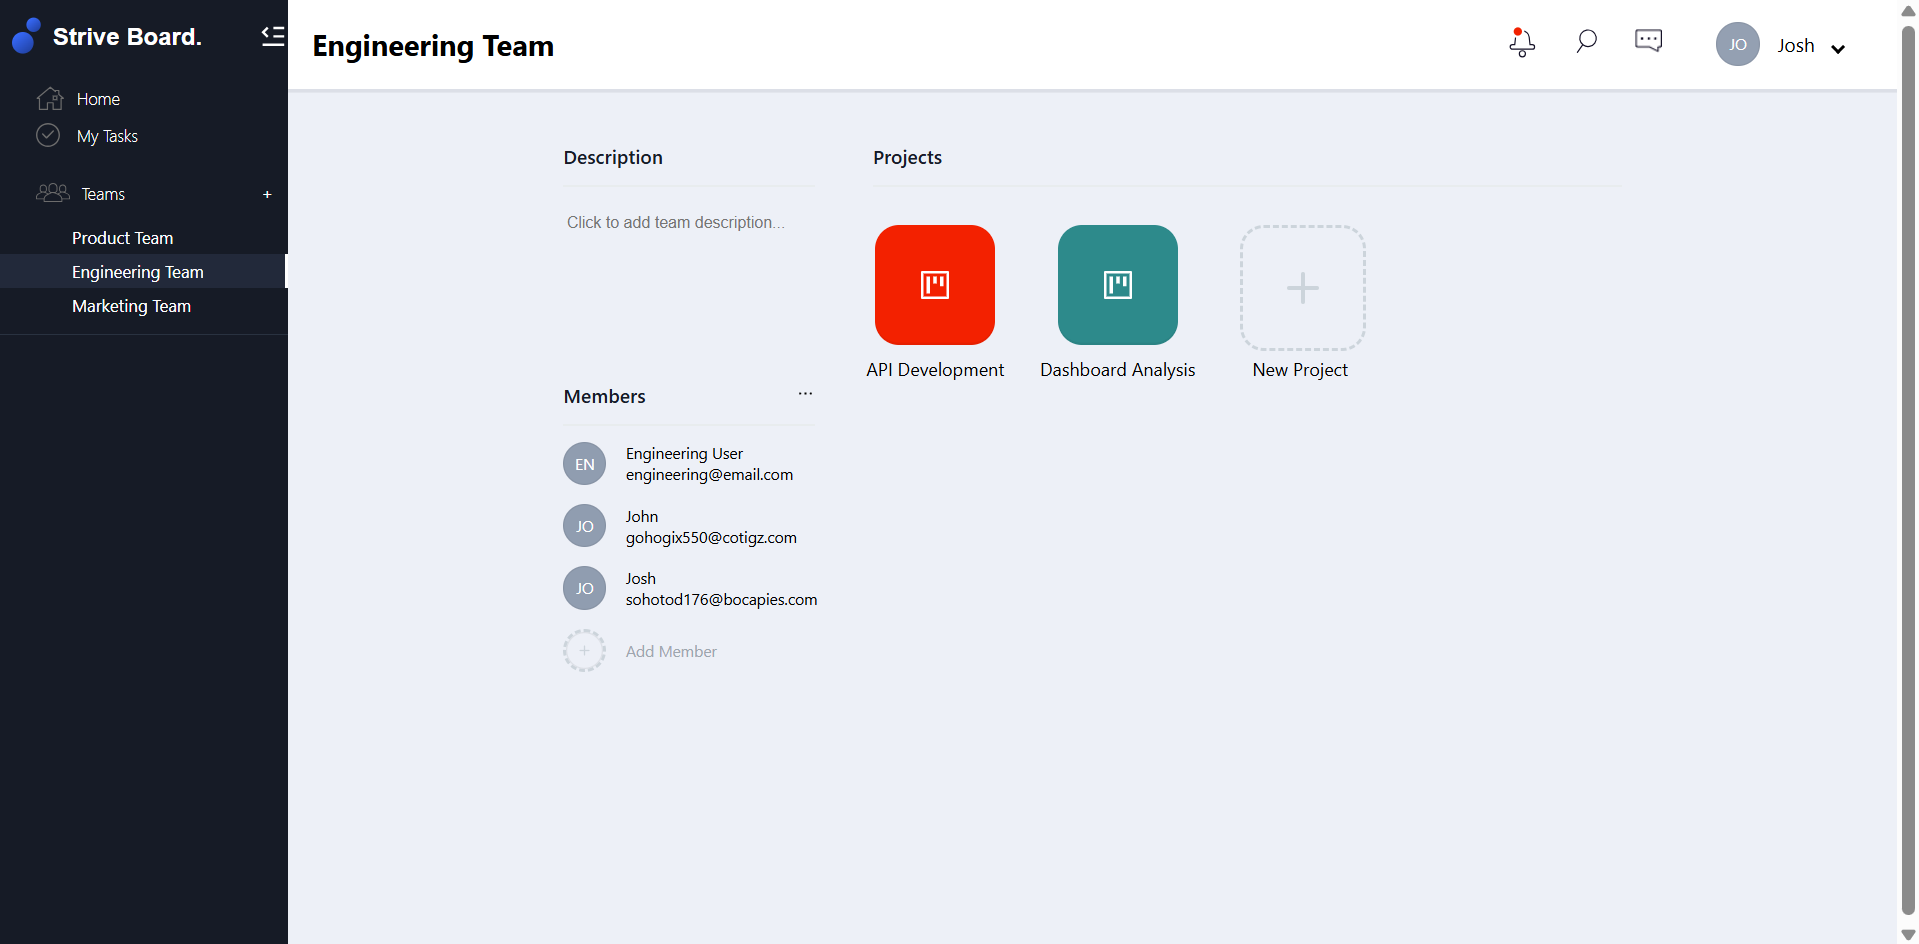 Strive Board.
Home
My Tasks
Teams
+
Product Team
Engineering Team
Marketing Team
Engineering Team
JO
Josh
Description
Click to add team description...
Members
...
EN
Engineering User
engineering@email.com
JO
John
gohogix550@cotigz.com
JO
Josh
sohotod176@bocapies.com
+
Add Member
Projects
API Development
Dashboard Analysis
New Project